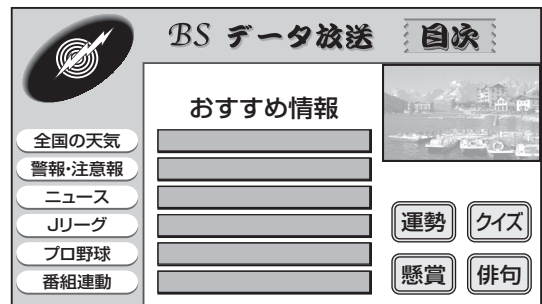 BS データ放送 目次
おすすめ情報
全国の天気
警報・注意報
ニュース
Jリーグ
プロ野球
番組連動
運勢 クイズ
懸賞 俳句